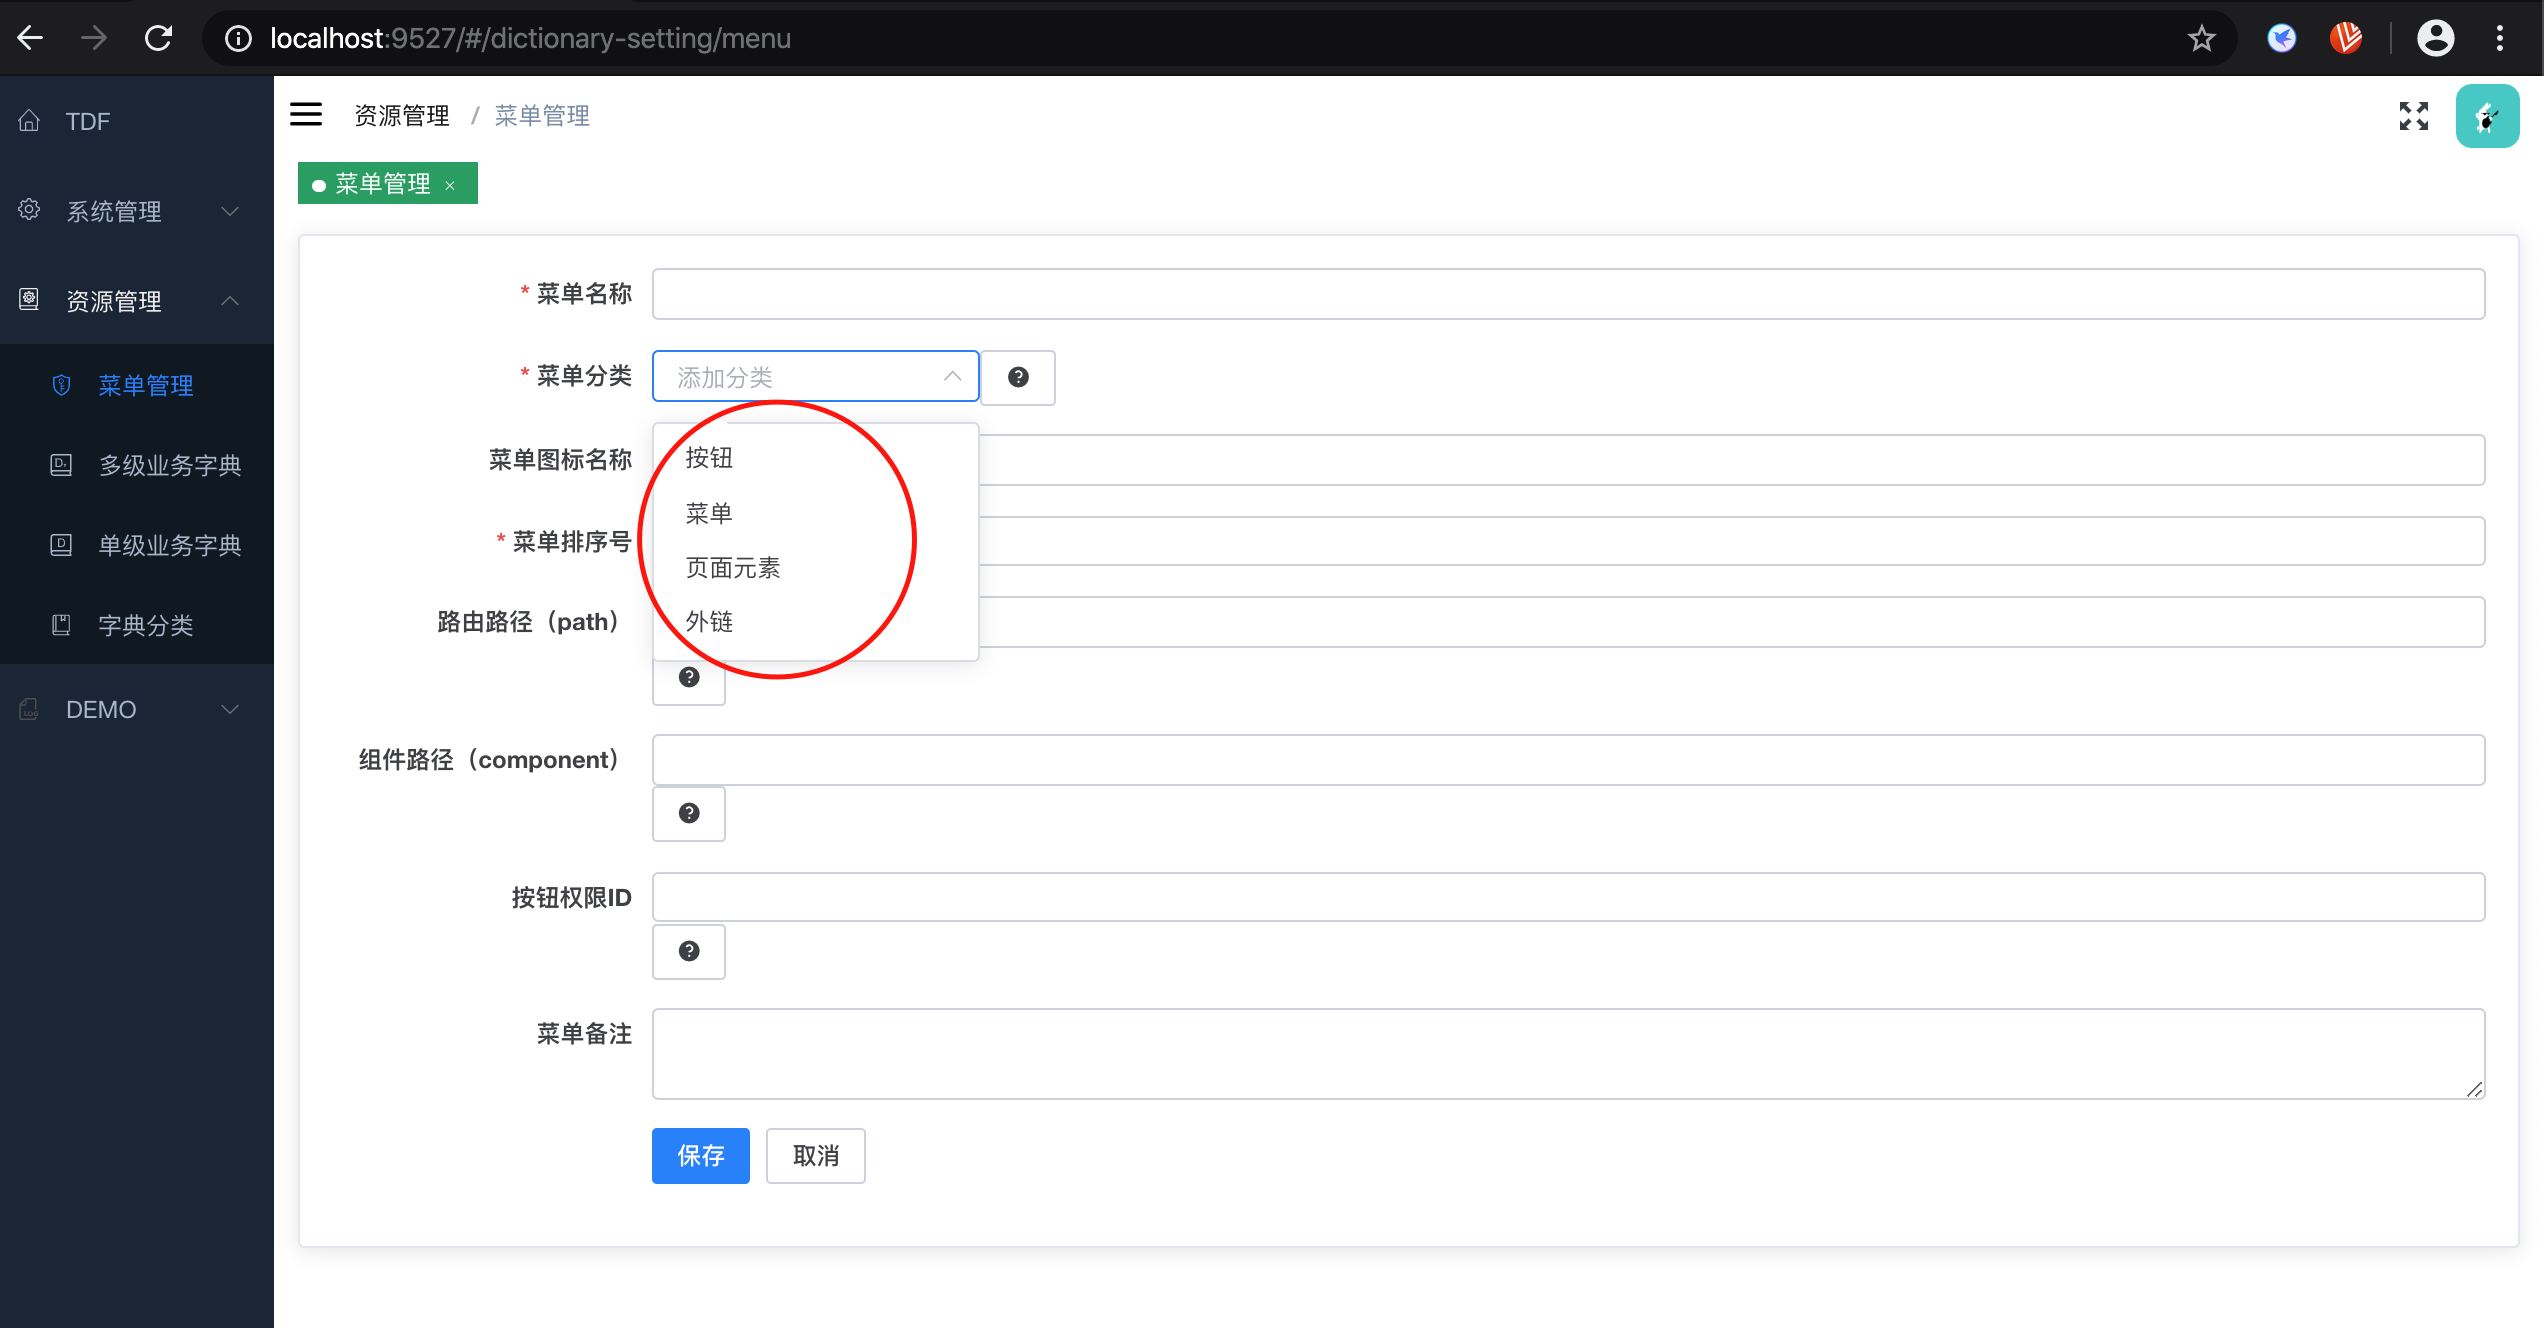 localhost:9527/#/dictionary-setting/menu
TDF
系统管理
资源管理
菜单管理
多级业务字典
单级业务字典
字典分类
DEMO
资源管理 / 菜单管理
菜单管理 ×
* 菜单名称
* 菜单分类
添加分类
按钮
菜单
页面元素
外链
菜单图标名称
* 菜单排序号
路由路径（path）
组件路径（component）
按钮权限ID
菜单备注
保存
取消